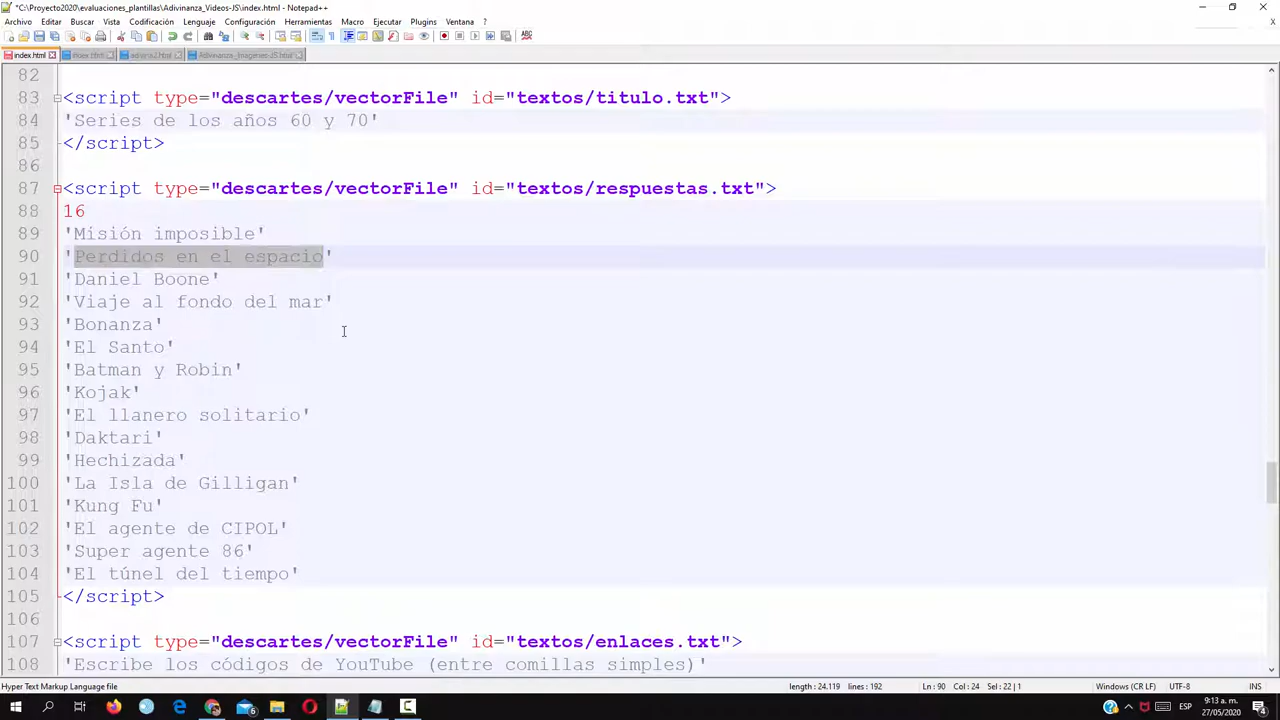 *C:\Proyecto2020\evaluaciones_plantillas\Adivinanza_Videos-JS\index.html - Notepad++
Archivo Editar Buscar Vista Codificación Lenguaje Configuración Herramientas Macro Ejecutar Plugins Ventana ?
index.html
82
83 <script type="descartes/vectorFile" id="textos/titulo.txt">
84 'Series de los años 60 y 70'
85 </script>
86
87 <script type="descartes/vectorFile" id="textos/respuestas.txt">
88 16
89 'Misión imposible'
90 'Perdidos en el espacio'
91 'Daniel Boone'
92 'Viaje al fondo del mar'
93 'Bonanza'
94 'El Santo'
95 'Batman y Robin'
96 'Kojak'
97 'El llanero solitario'
98 'Daktari'
99 'Hechizada'
100 'La Isla de Gilligan'
101 'Kung Fu'
102 'El agente de CIPOL'
103 'Super agente 86'
104 'El túnel del tiempo'
105 </script>
106
107 <script type="descartes/vectorFile" id="textos/enlaces.txt">
108 'Escribe los códigos de YouTube (entre comillas simples)'
Hyper Text Markup Language file length: 24.119 lines: 192 Ln: 90 Col: 24 Sel: 22 | 1 Windows (CR LF) UTF-8 INS
ESP 9:13 a. m.
27/05/2020